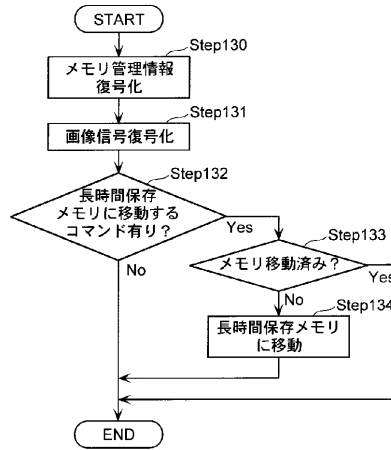 START
Step130
メモリ管理情報
復号化
Step131
画像信号復号化
Step132
長時間保存
メモリに移動する
コマンド有り？
Yes
Step133
メモリ移動済み？
Yes
No
No
Step134
長時間保存メモリ
に移動
END